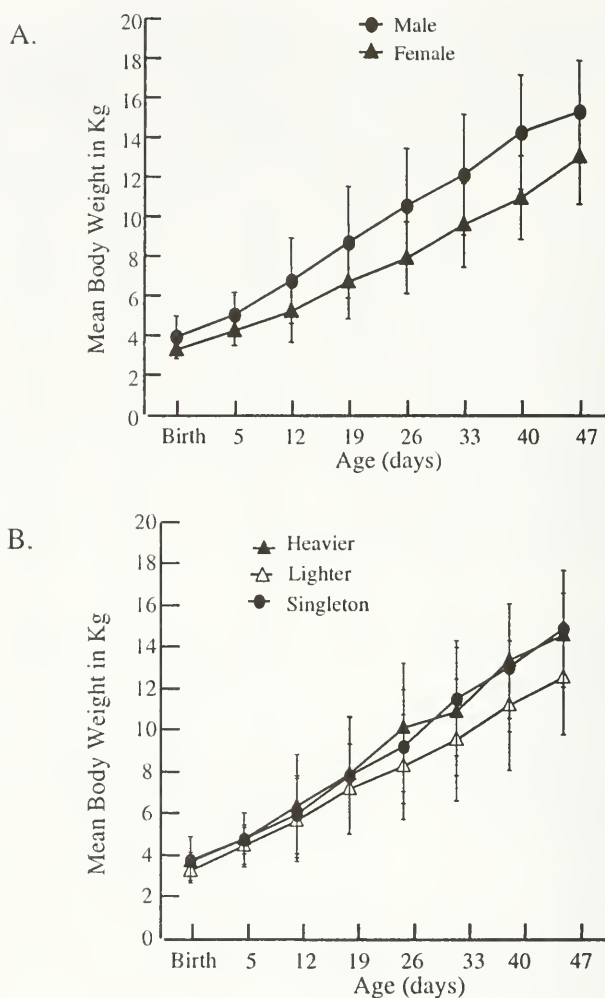 A.
Male
Female
Mean Body Weight in Kg
20
18
16
14
12
10
8
6
4
2
0
Birth 5 12 19 26 33 40 47
Age (days)
B.
Heavier
Lighter
Singleton
Mean Body Weight in Kg
20
18
16
14
12
10
8
6
4
2
0
Birth 5 12 19 26 33 40 47
Age (days)